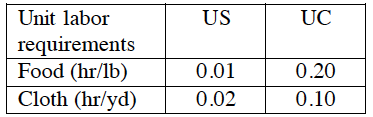 Unit labor requirements US UC
Food (hr/lb) 0.01 0.20
Cloth (hr/yd) 0.02 0.10